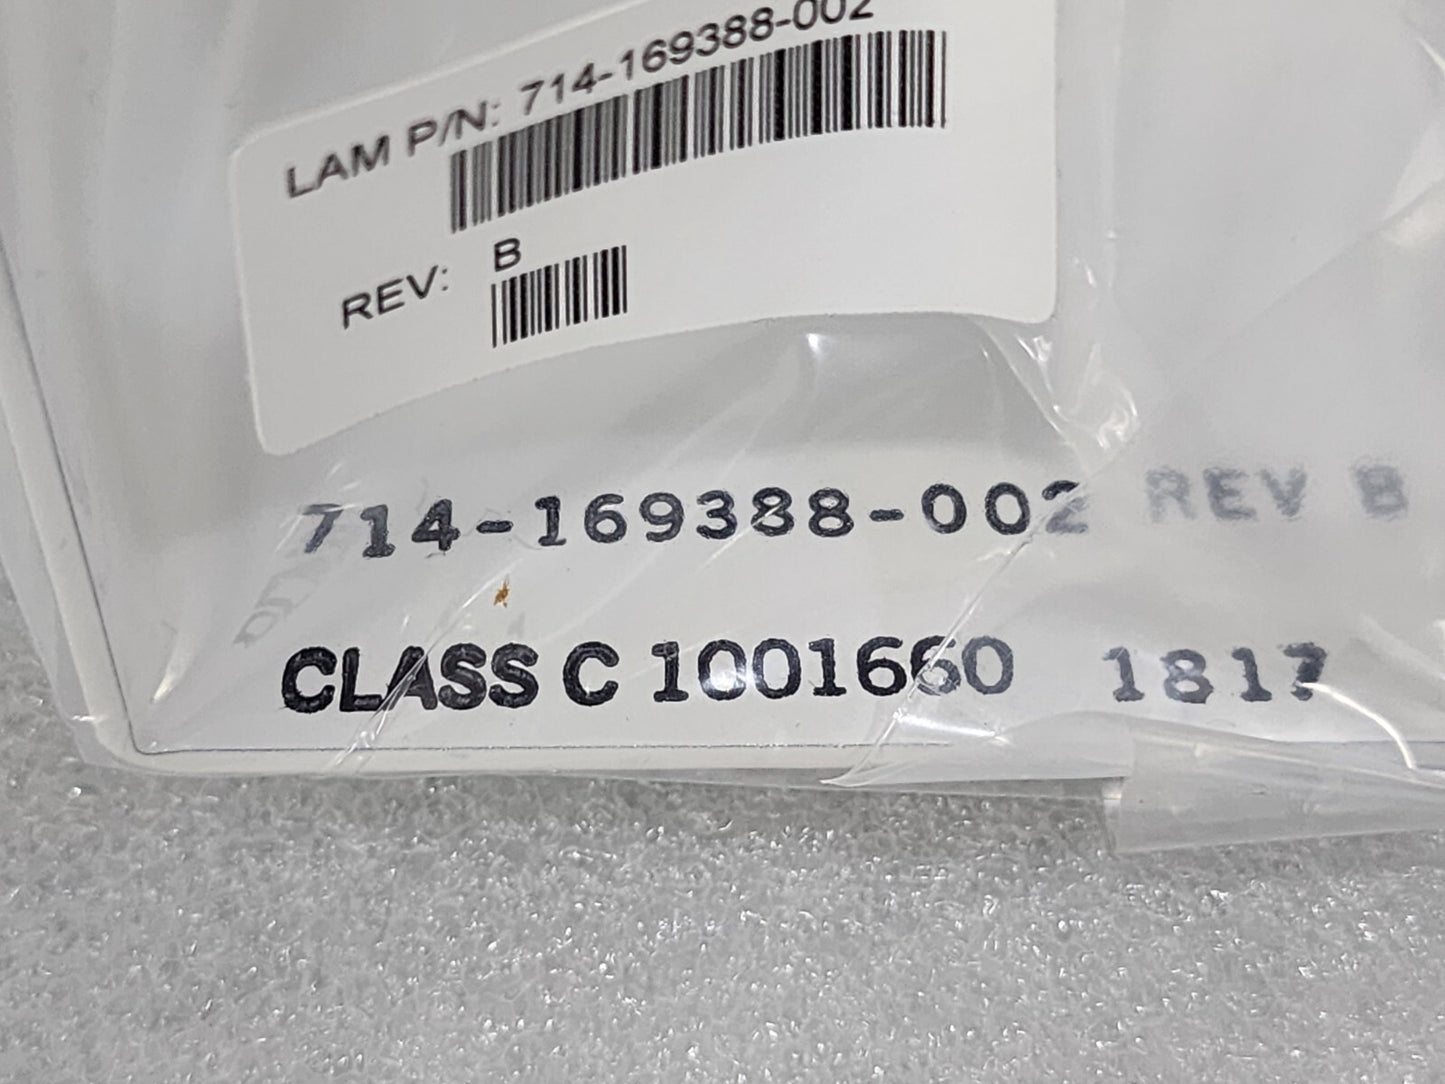 LAM P/N: 714-169388-002
REV: B
714-169388-002 REV B
CLASS C 1001660 1817